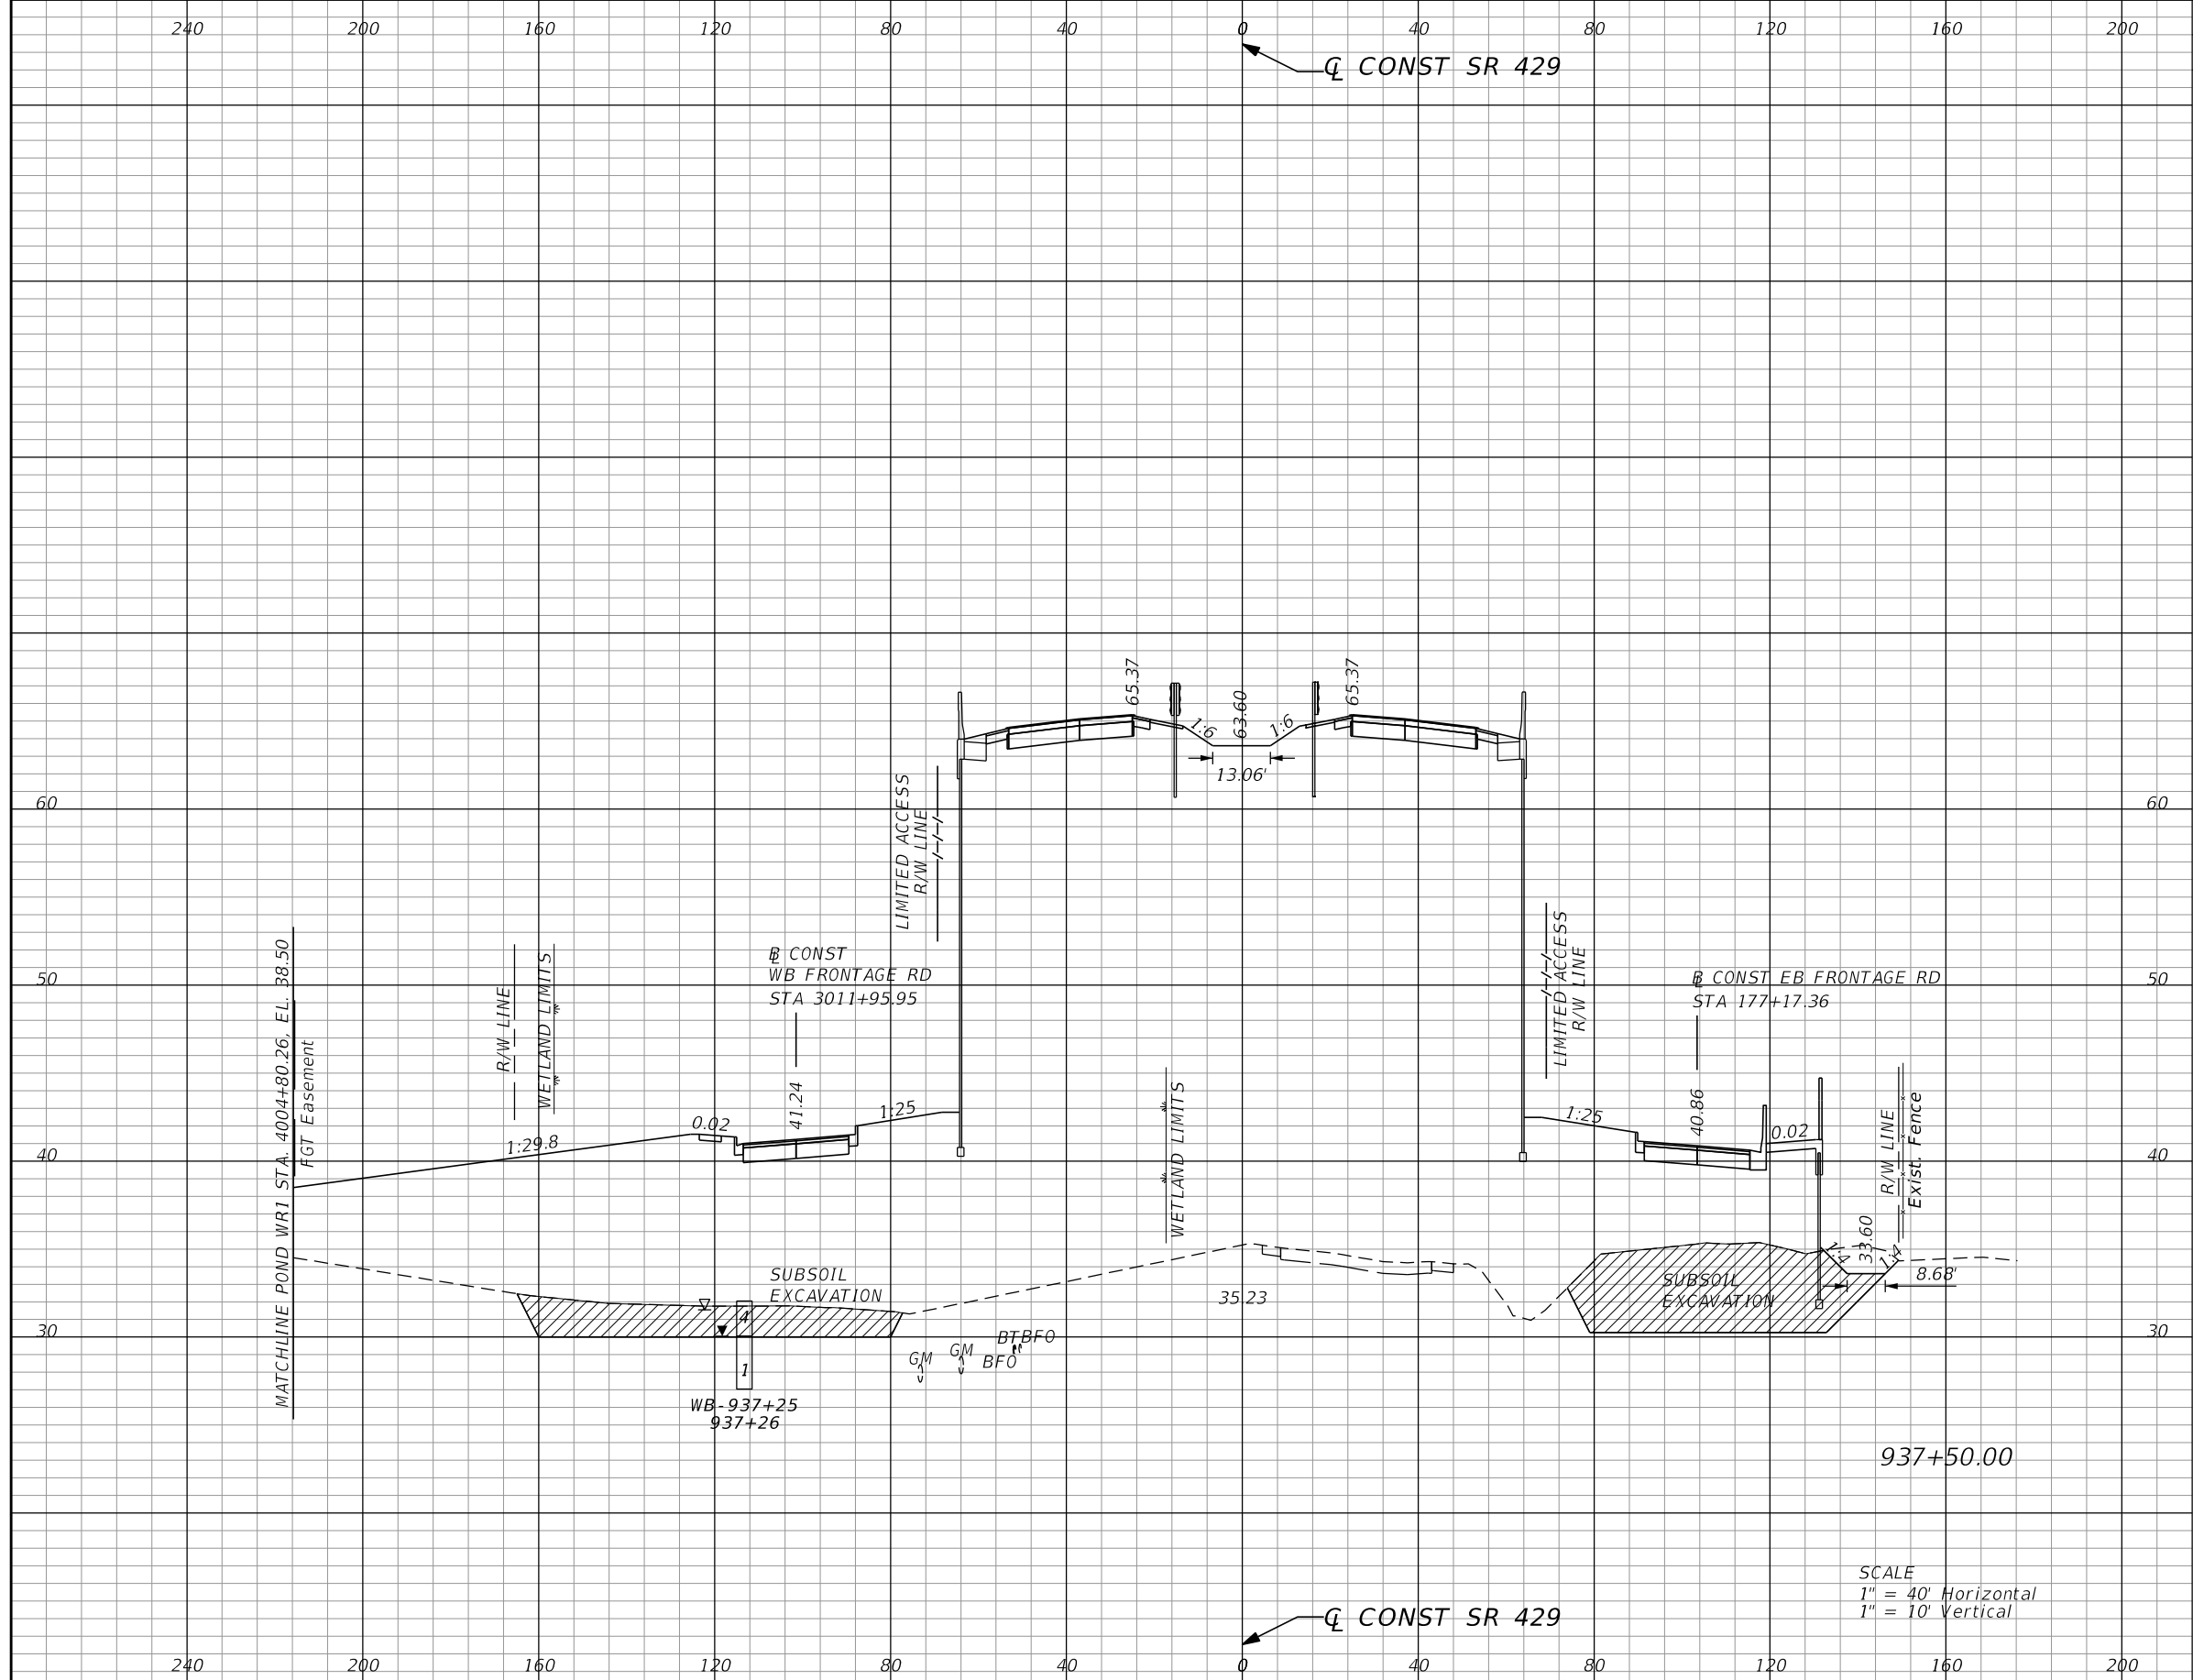 240 200 160 120 80 40 0 40 80 120 160 200
℄ CONST SR 429
65.37
1:6
63.60
1:6
65.37
13.06'
60
60
LIMITED ACCESS
R/W LINE
MATCHLINE POND WR1 STA. 4004+80.26, EL. 38.50
FGT Easement
R/W LINE
WETLAND LIMITS
BL CONST
WB FRONTAGE RD
STA 3011+95.95
50
50
LIMITED ACCESS
R/W LINE
BL CONST EB FRONTAGE RD
STA 177+17.36
41.24
1:25
0.02
1:29.8
WETLAND LIMITS
1:25
40.86
0.02
R/W LINE
Exist. Fence
40
40
33.60
1:4
1:4
8.68'
SUBSOIL
EXCAVATION
35.23
SUBSOIL
EXCAVATION
30
30
4
1
GM
GM
BFO
BT
BFO
WB-937+25
937+26
937+50.00
SCALE
1" = 40' Horizontal
1" = 10' Vertical
℄ CONST SR 429
240 200 160 120 80 40 0 40 80 120 160 200